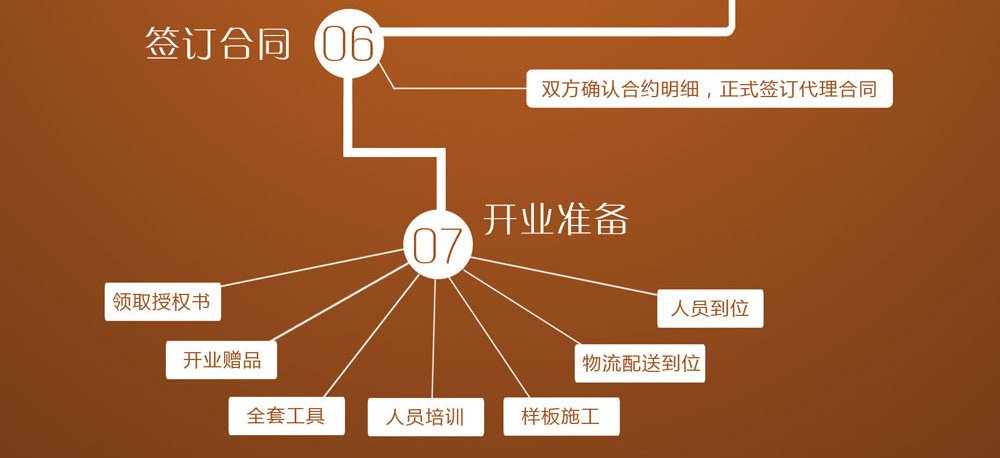 签订合同
06
双方确认合约明细，正式签订代理合同
开业准备
07
领取授权书
开业赠品
全套工具
人员培训
样板施工
物流配送到位
人员到位